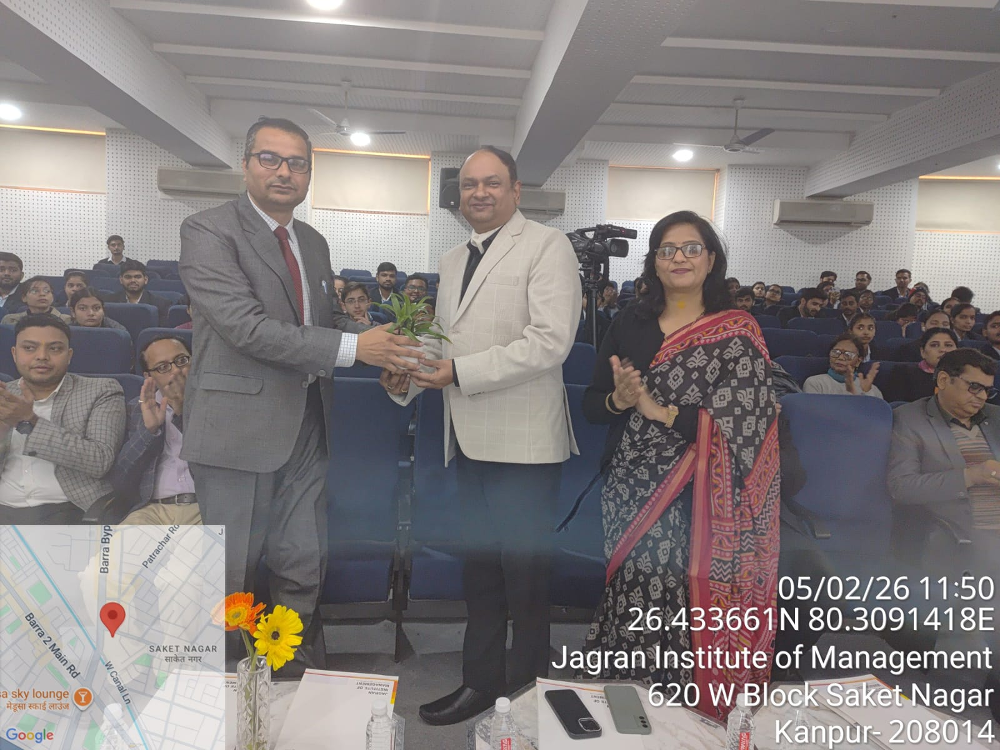 05/02/26 11:50
26.433661N 80.3091418E
Jagran Institute of Management
620 W Block Saket Nagar
Kanpur- 208014
Barra Byp
Patrachar Rd
J
Barra 2 Main Rd
SAKET NAGAR
साकेत नगर
W Canal Ln
sa sky lounge
मेडूसा स्काई लाउंज
Google
JAGRAN
INSTITUTE OF
MANAGEMENT